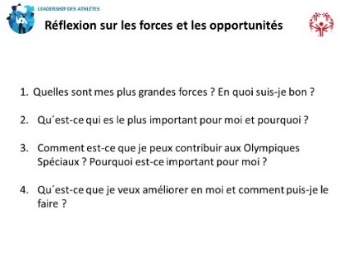 LEADERSHIP DES ATHLÈTES
Réflexion sur les forces et les opportunités
1. Quelles sont mes plus grandes forces ? En quoi suis-je bon ?
2. Qu´est-ce qui es le plus important pour moi et pourquoi ?
3. Comment est-ce que je peux contribuir aux Olympiques
Spéciaux ? Pourquoi est-ce important pour moi ?
4. Qu´est-ce que je veux améliorer en moi et comment puis-je le
faire ?